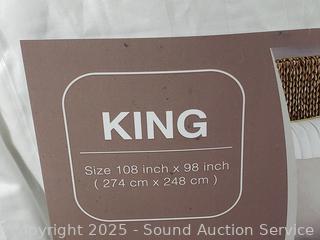 KING
Size 108 inch x 98 inch
( 274 cm x 248 cm )
Copyright 2025 - Sound Auction Service